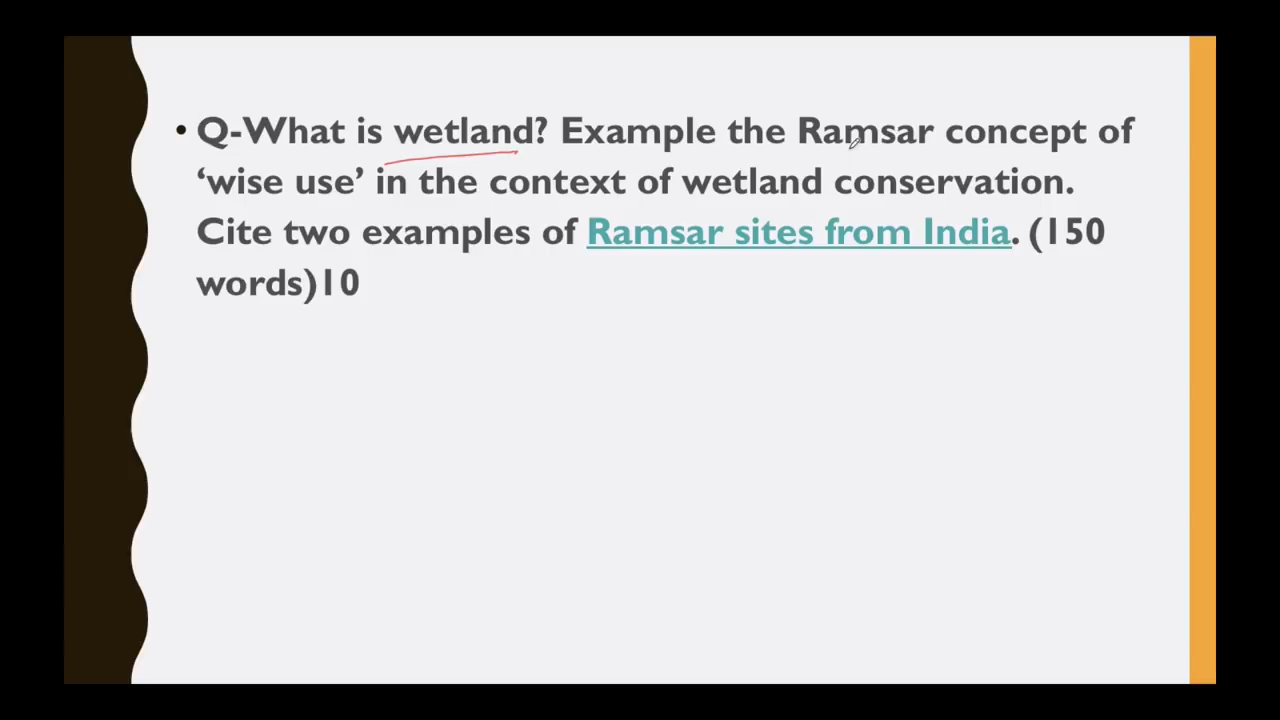 • Q-What is wetland? Example the Ramsar concept of
‘wise use’ in the context of wetland conservation.
Cite two examples of Ramsar sites from India. (150
words)10